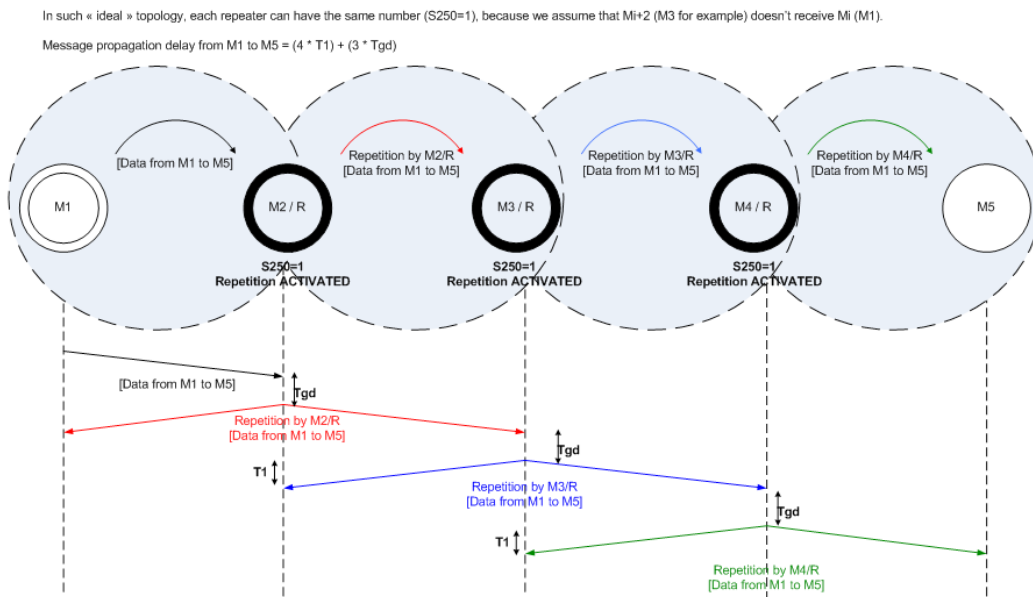 In such « ideal » topology, each repeater can have the same number (S250=1), because we assume that Mi+2 (M3 for example) doesn't receive Mi (M1).
Message propagation delay from M1 to M5 = (4 * T1) + (3 * Tgd)
[Data from M1 to M5]
Repetition by M2/R
[Data from M1 to M5]
Repetition by M3/R
[Data from M1 to M5]
Repetition by M4/R
[Data from M1 to M5]
M1
M2 / R
M3 / R
M4 / R
M5
S250=1
Repetition ACTIVATED
S250=1
Repetition ACTIVATED
S250=1
Repetition ACTIVATED
[Data from M1 to M5]
Tgd
Repetition by M2/R
[Data from M1 to M5]
Tgd
T1
Repetition by M3/R
[Data from M1 to M5]
Tgd
T1
Repetition by M4/R
[Data from M1 to M5]